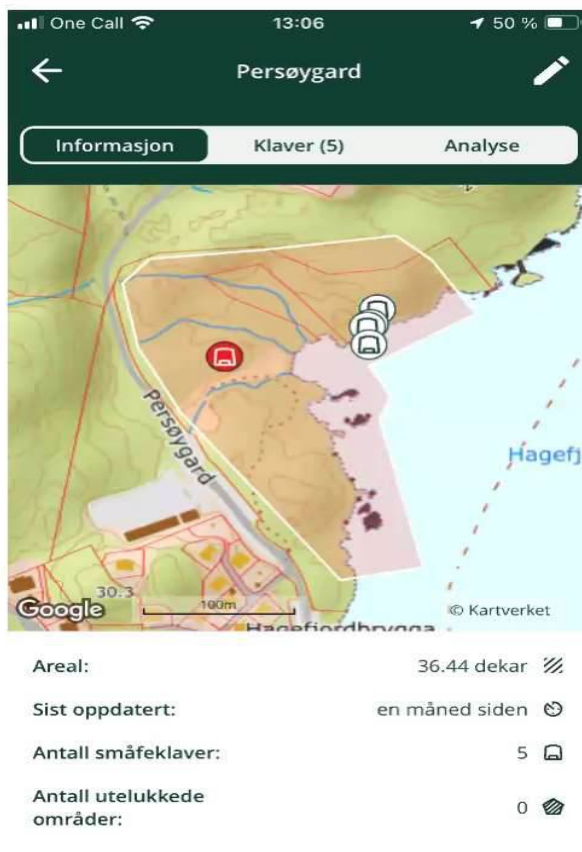 One Call 13:06 50 %
Persøygard
Informasjon Klaver (5) Analyse
Persøygard
Hagefj
30.3
Google 100m © Kartverket
Hagefjordbrygga
Areal: 36.44 dekar
Sist oppdatert: en måned siden
Antall småfeklaver: 5
Antall utelukkede
områder: 0